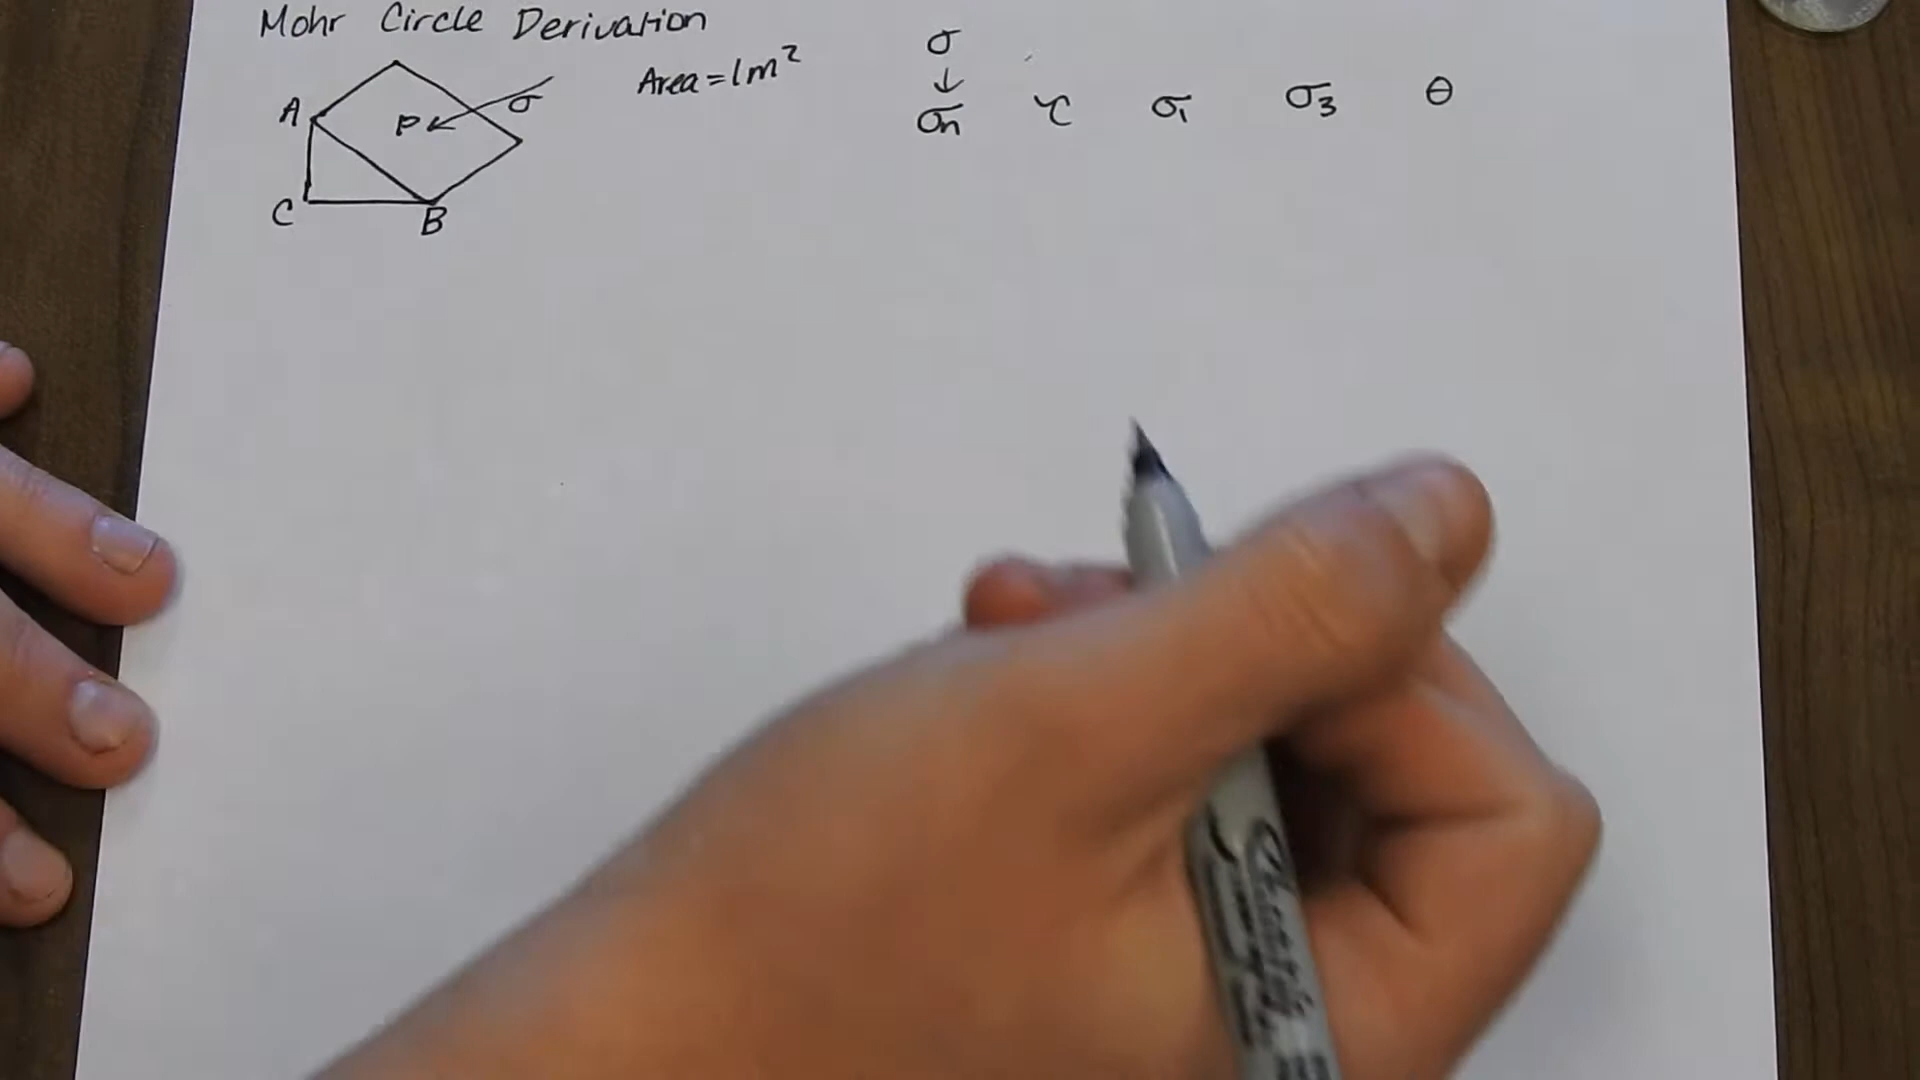 Mohr Circle Derivation
Area = 1m²
σ
↓
σn τ σ1 σ3 θ
A
P
σ
C
B